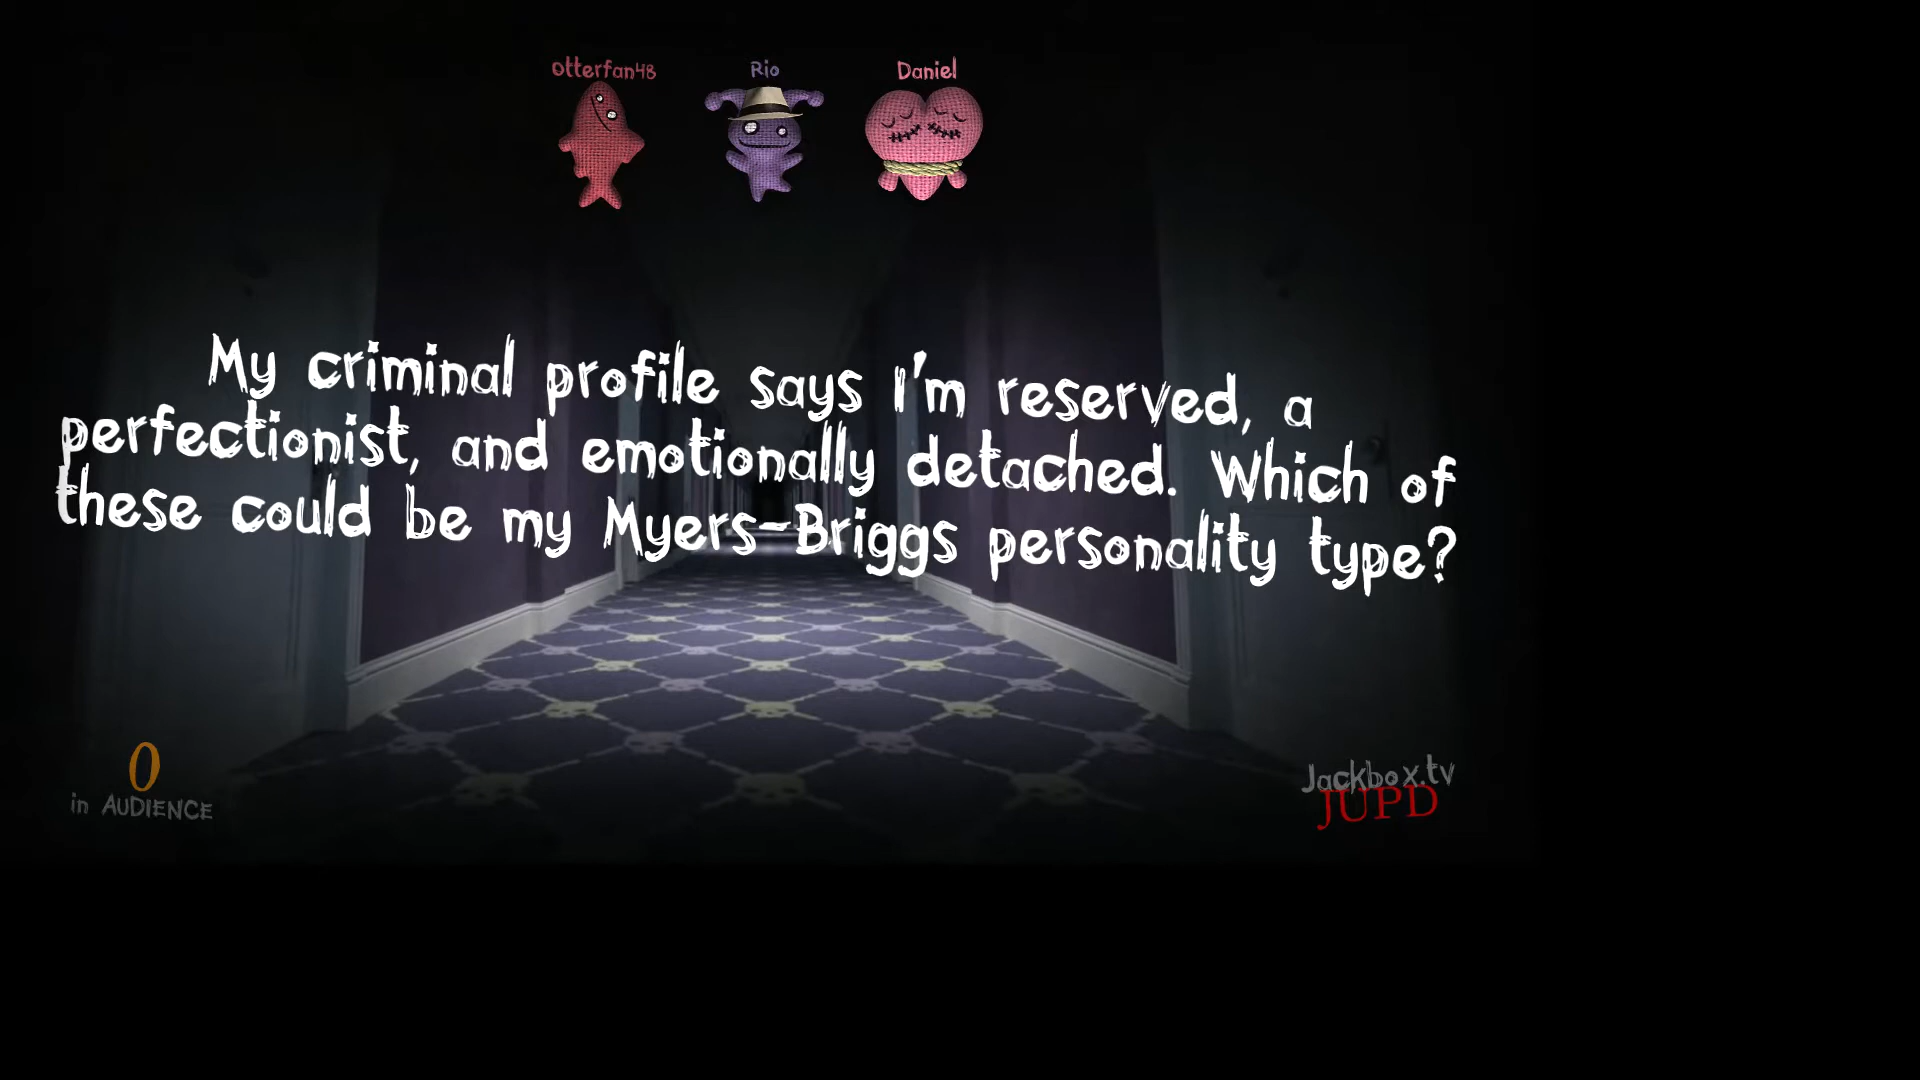 otterfan48
Rio
Daniel
My criminal profile says I'm reserved, a
perfectionist, and emotionally detached. Which of
these could be my Myers-Briggs personality type?
0
in AUDIENCE
Jackbox.tv
JUPD